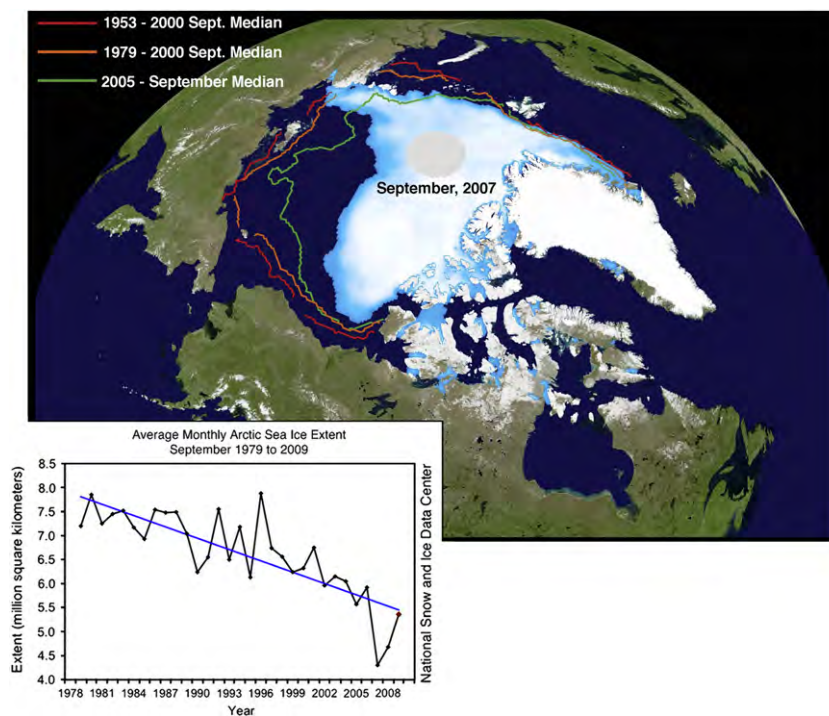 1953 - 2000 Sept. Median
1979 - 2000 Sept. Median
2005 - September Median
September, 2007
Average Monthly Arctic Sea Ice Extent
September 1979 to 2009
Extent (million square kilometers)
8.5
8.0
7.5
7.0
6.5
6.0
5.5
5.0
4.5
4.0
1978 1981 1984 1987 1990 1993 1996 1999 2002 2005 2008
Year
National Snow and Ice Data Center